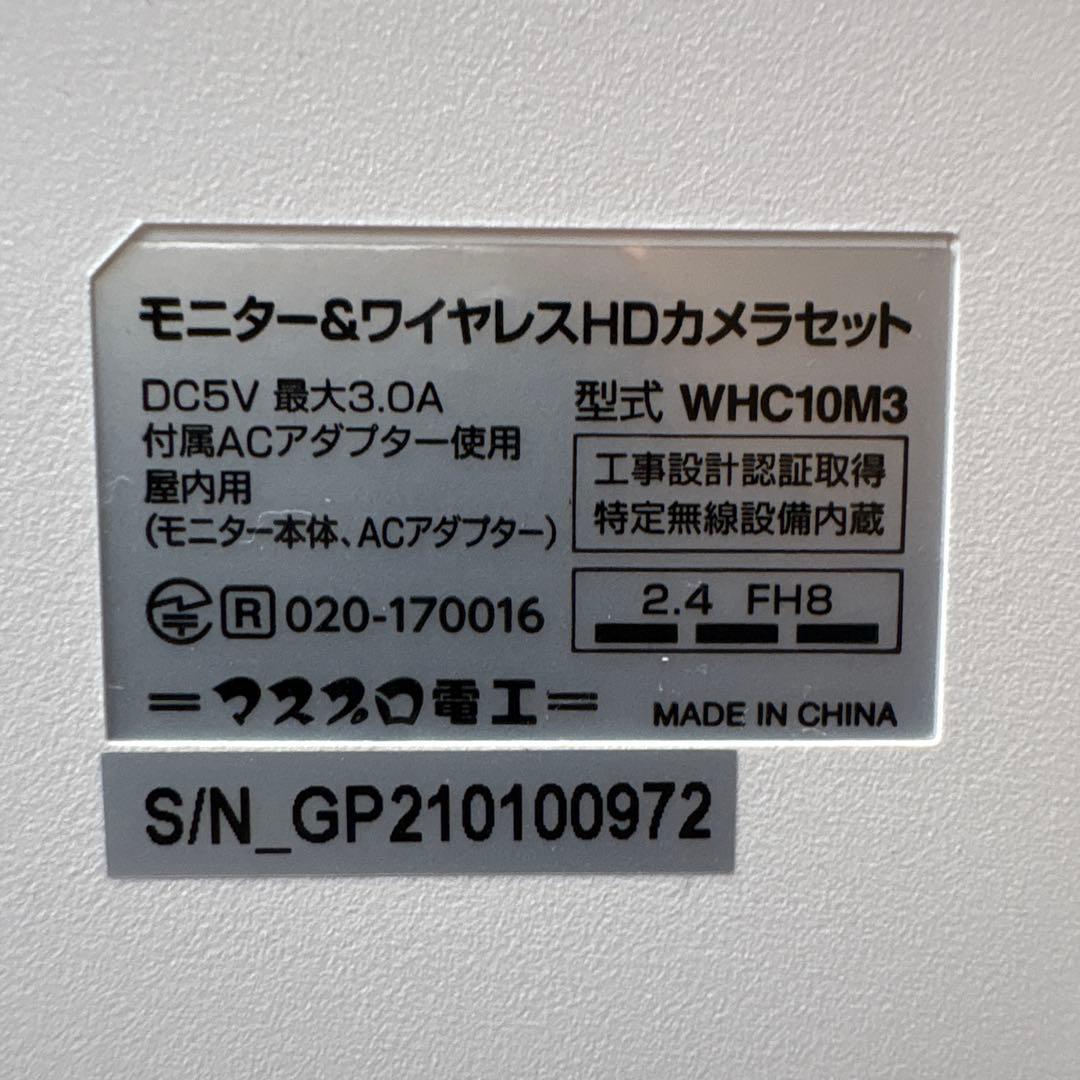 モニター&ワイヤレスHDカメラセット
DC5V 最大3.0A
付属ACアダプター使用
屋内用
(モニター本体、ACアダプター)
型式 WHC10M3
工事設計認証取得
特定無線設備内蔵
R 020-170016
2.4 FH8
=マスプロ電工=
MADE IN CHINA
S/N_GP210100972